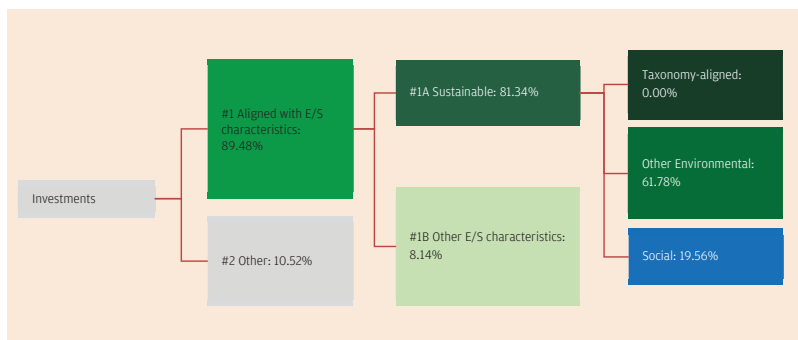 Investments
#1 Aligned with E/S
characteristics:
89.48%
#2 Other: 10.52%
#1A Sustainable: 81.34%
#1B Other E/S characteristics:
8.14%
Taxonomy-aligned:
0.00%
Other Environmental:
61.78%
Social: 19.56%